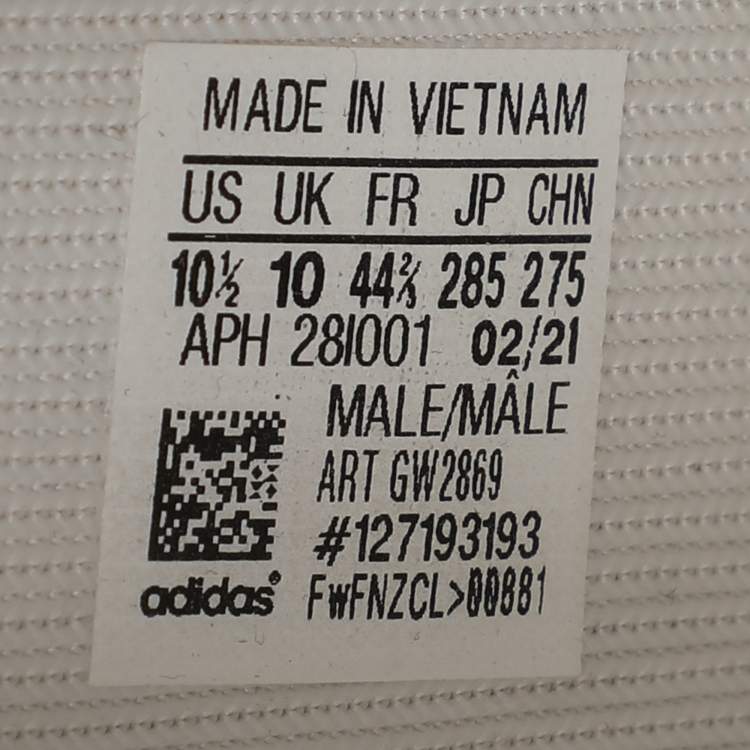 MADE IN VIETNAM
US UK FR JP CHN
10½ 10 44⅔ 285 275
APH 28I001 02/21
MALE/MÂLE
ART GW2869
#127193193
adidas® FwFNZCL>00881